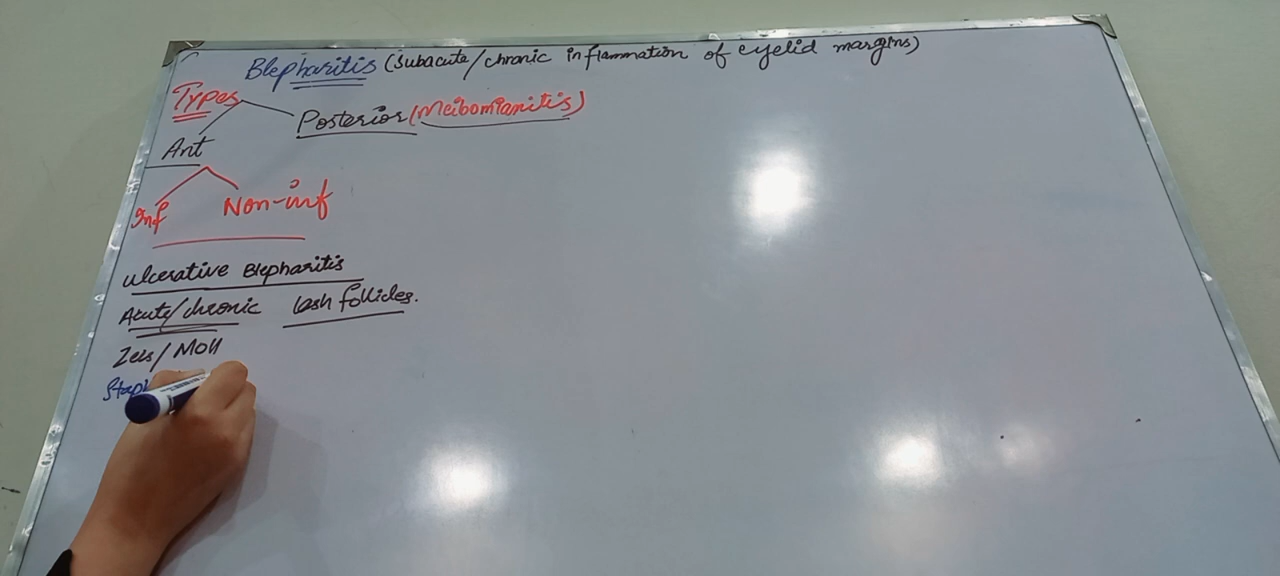 Blepharitis (Subacute/chronic inflammation of eyelid margins)
Types
Posterior (Meibomianitis)
Ant
Inf Non-inf
Ulcerative Blepharitis
Acute/chronic Lash follicles.
Zeis/Moll
Staph